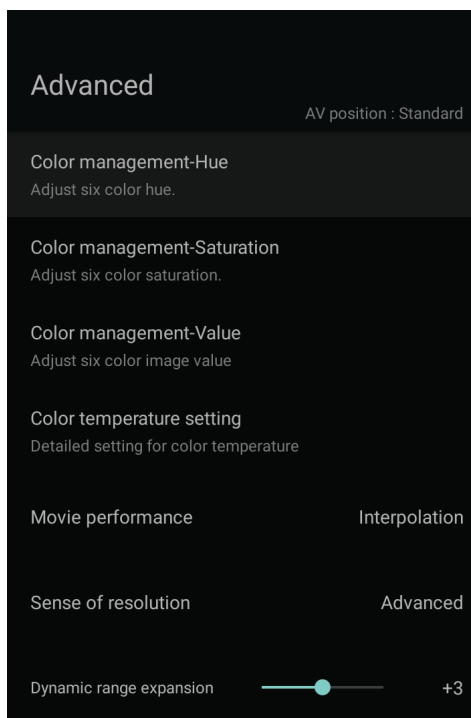 Advanced
AV position : Standard
Color management-Hue
Adjust six color hue.
Color management-Saturation
Adjust six color saturation.
Color management-Value
Adjust six color image value
Color temperature setting
Detailed setting for color temperature
Movie performance Interpolation
Sense of resolution Advanced
Dynamic range expansion +3